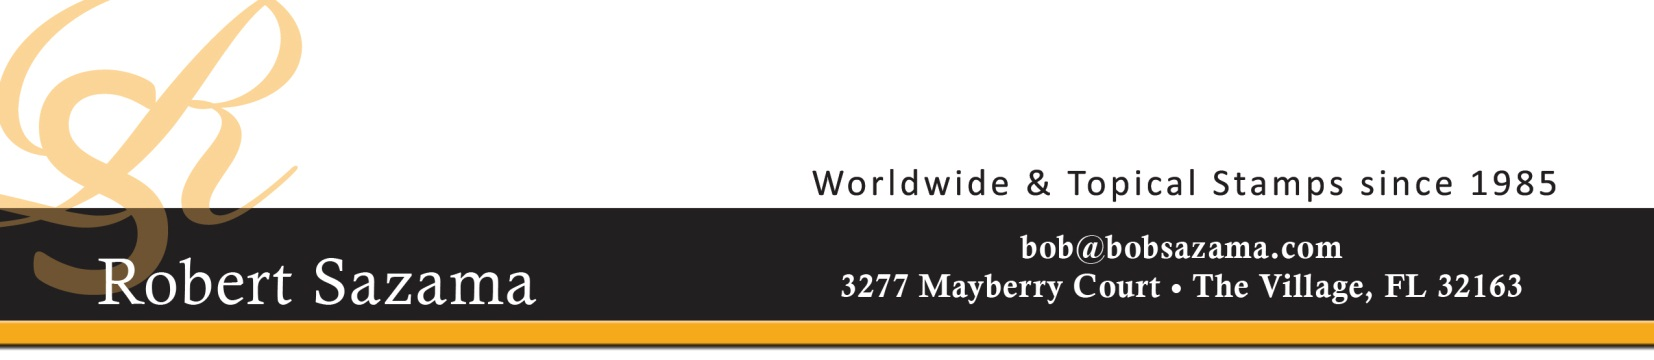 Worldwide & Topical Stamps since 1985
Robert Sazama
bob@bobsazama.com
3277 Mayberry Court • The Village, FL 32163